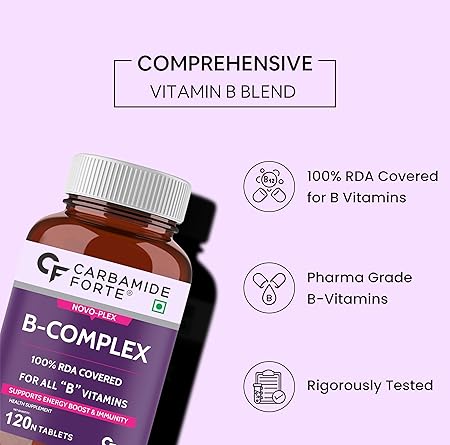 COMPREHENSIVE
VITAMIN B BLEND
C B12
100% RDA Covered
for B Vitamins
B
Pharma Grade
B-Vitamins
Rigorously Tested
CF CARBAMIDE
FORTE®
NOVO-PLEX
B-COMPLEX
100% RDA COVERED
FOR ALL “B” VITAMINS
SUPPORTS ENERGY BOOST & IMMUNITY
HEALTH SUPPLEMENT
120N TABLETS